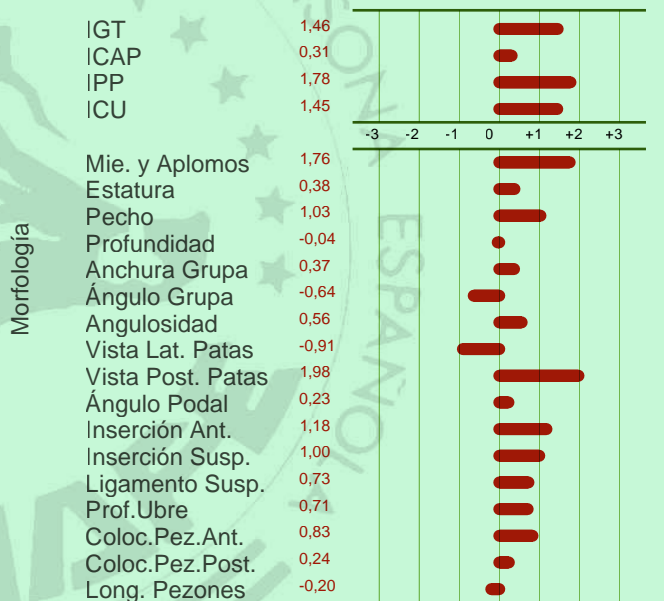 IGT 1,46
ICAP 0,31
IPP 1,78
ICU 1,45
-3 -2 -1 0 +1 +2 +3
Morfología
Mie. y Aplomos 1,76
Estatura 0,38
Pecho 1,03
Profundidad -0,04
Anchura Grupa 0,37
Ángulo Grupa -0,64
Angulosidad 0,56
Vista Lat. Patas -0,91
Vista Post. Patas 1,98
Ángulo Podal 0,23
Inserción Ant. 1,18
Inserción Susp. 1,00
Ligamento Susp. 0,73
Prof.Ubre 0,71
Coloc.Pez.Ant. 0,83
Coloc.Pez.Post. 0,24
Long. Pezones -0,20
ESPAÑOLA